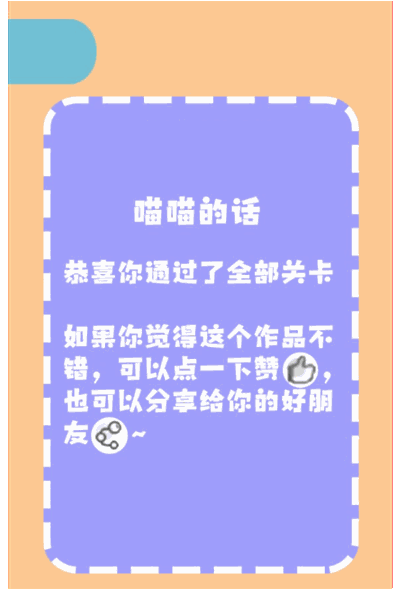 喵喵的话
恭喜你通过了全部关卡
如果你觉得这个作品不
错，可以点一下赞，
也可以分享给你的好朋
友~